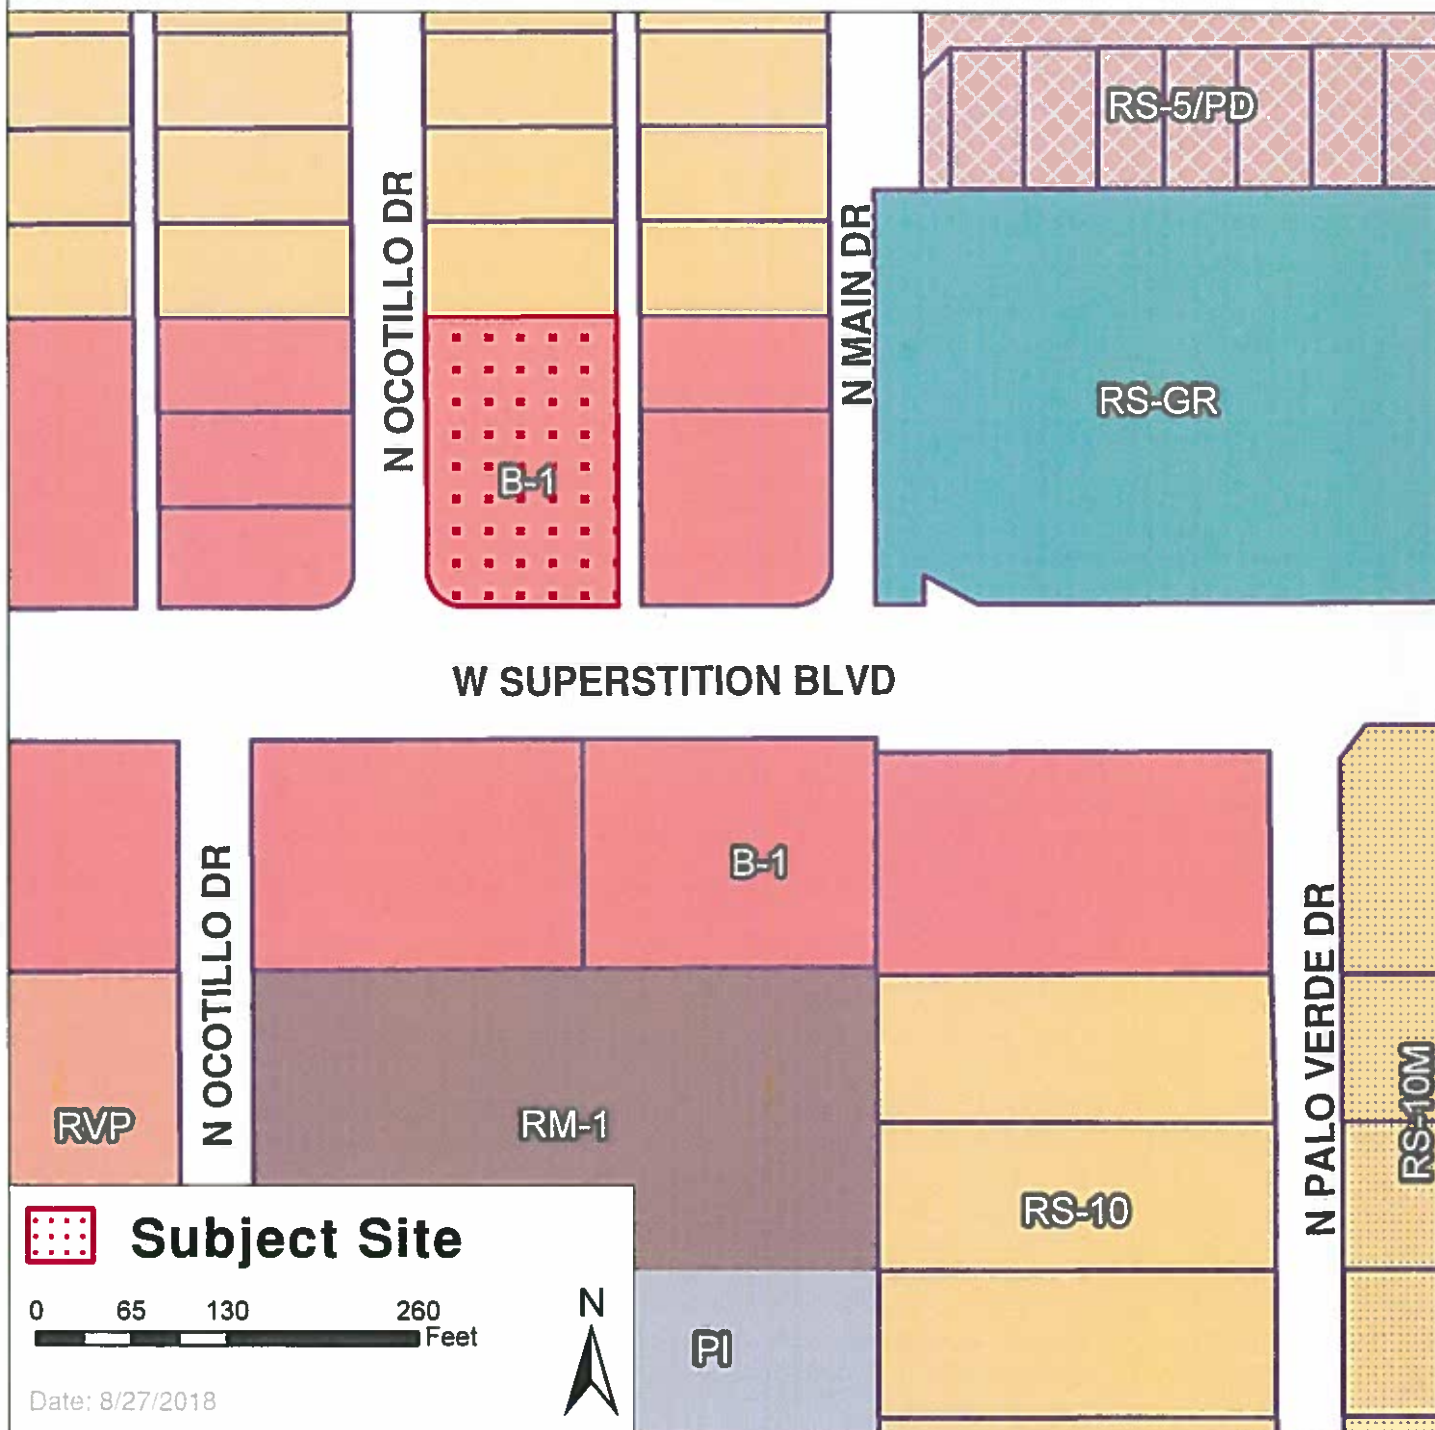 RS-5/PD
N OCOTILLO DR
N MAIN DR
RS-GR
B-1
W SUPERSTITION BLVD
B-1
N OCOTILLO DR
N PALO VERDE DR
RS-10M
RVP
RM-1
RS-10
Subject Site
0 65 130 260
Feet
N
PI
Date: 8/27/2018